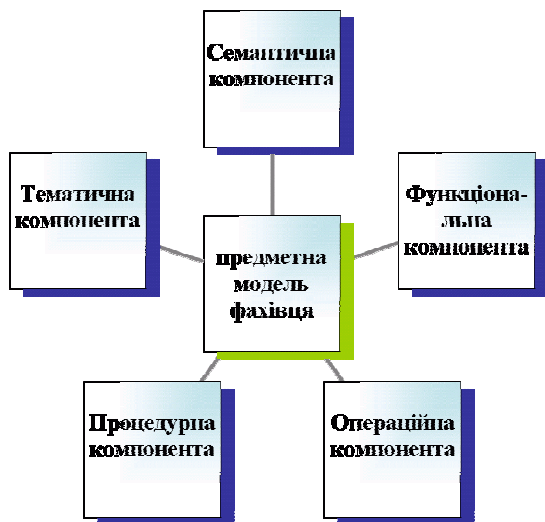 Семантична
компонента
Тематична
компонента
Функціона-
льна
компонента
предметна
модель
фахівця
Процедурна
компонента
Операційна
компонента